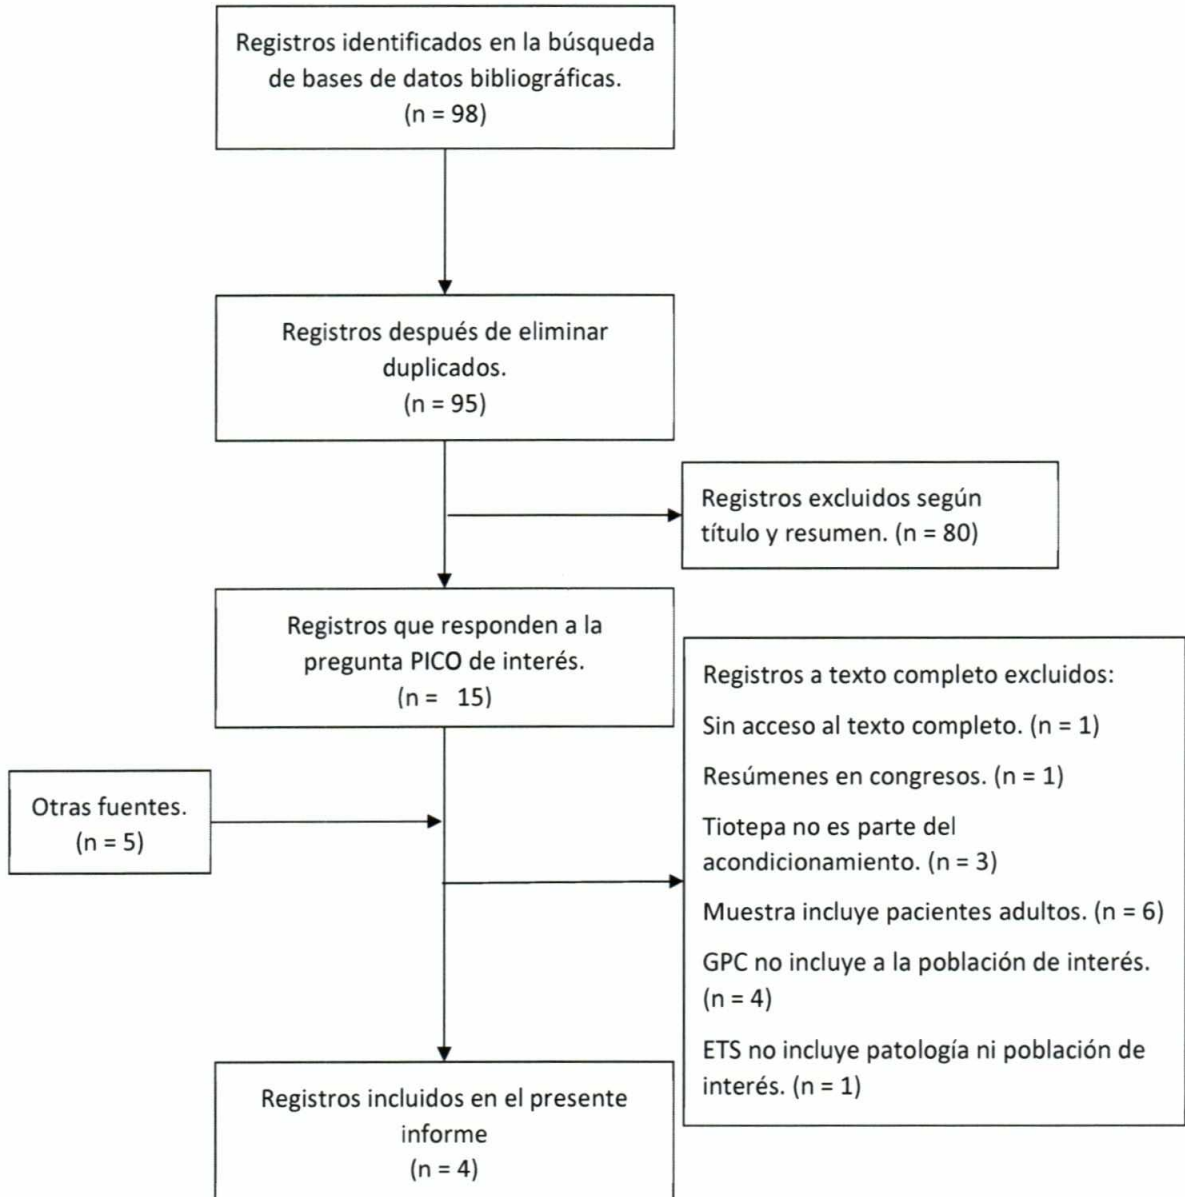 Registros identificados en la búsqueda
de bases de datos bibliográficas.
(n = 98)
Registros después de eliminar
duplicados.
(n = 95)
Registros excluidos según
título y resumen. (n = 80)
Registros que responden a la
pregunta PICO de interés.
(n = 15)
Otras fuentes.
(n = 5)
Registros a texto completo excluidos:
Sin acceso al texto completo. (n = 1)
Resúmenes en congresos. (n = 1)
Tiotepa no es parte del
acondicionamiento. (n = 3)
Muestra incluye pacientes adultos. (n = 6)
GPC no incluye a la población de interés.
(n = 4)
ETS no incluye patología ni población de
interés. (n = 1)
Registros incluidos en el presente
informe
(n = 4)